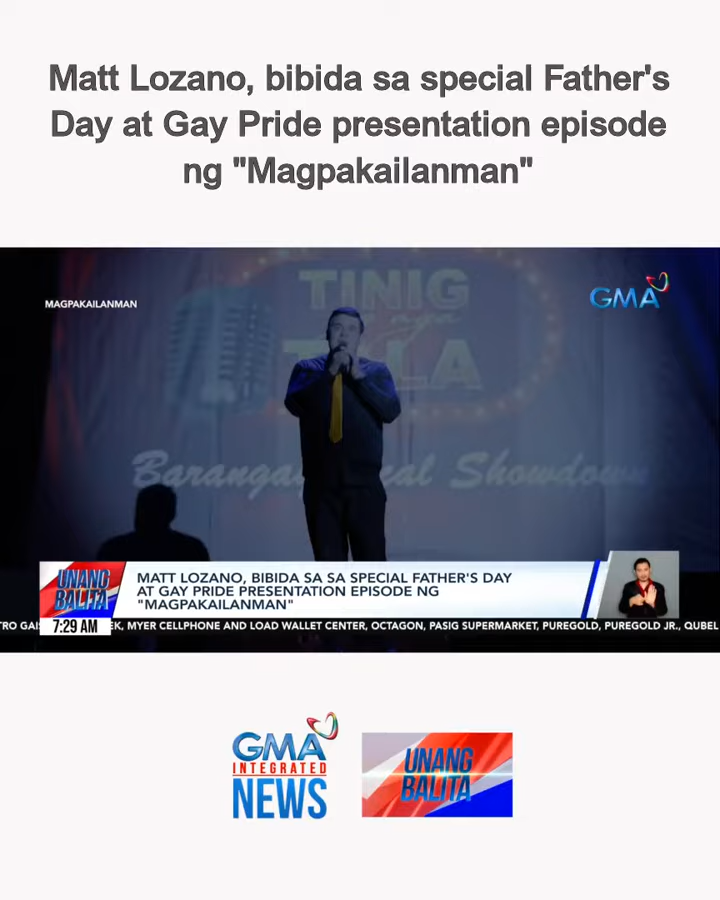 Matt Lozano, bibida sa special Father's
Day at Gay Pride presentation episode
ng "Magpakailanman"
MAGPAKAILANMAN
GMA
TINIG
Barangay
Showdown
UNANG
BALITA
MATT LOZANO, BIBIDA SA SA SPECIAL FATHER'S DAY
AT GAY PRIDE PRESENTATION EPISODE NG
"MAGPAKAILANMAN"
7:29 AM
EK, MYER CELLPHONE AND LOAD WALLET CENTER, OCTAGON, PASIG SUPERMARKET, PUREGOLD, PUREGOLD JR., QUBEL
GMA
INTEGRATED
NEWS
UNANG
BALITA